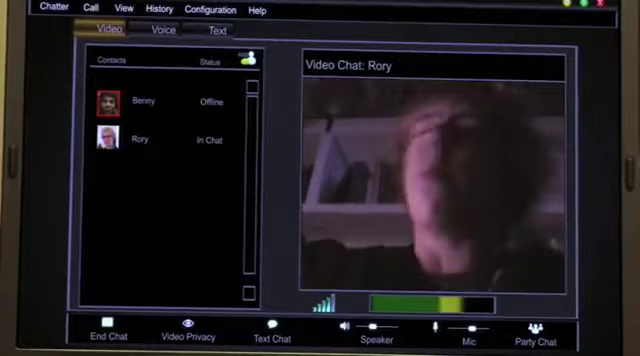 Chatter Call View History Configuration Help
Video Voice Text
Contacts Status Add
Video Chat: Rory
Benny Offline
Rory In Chat
End Chat Video Privacy Text Chat Speaker Mic Party Chat